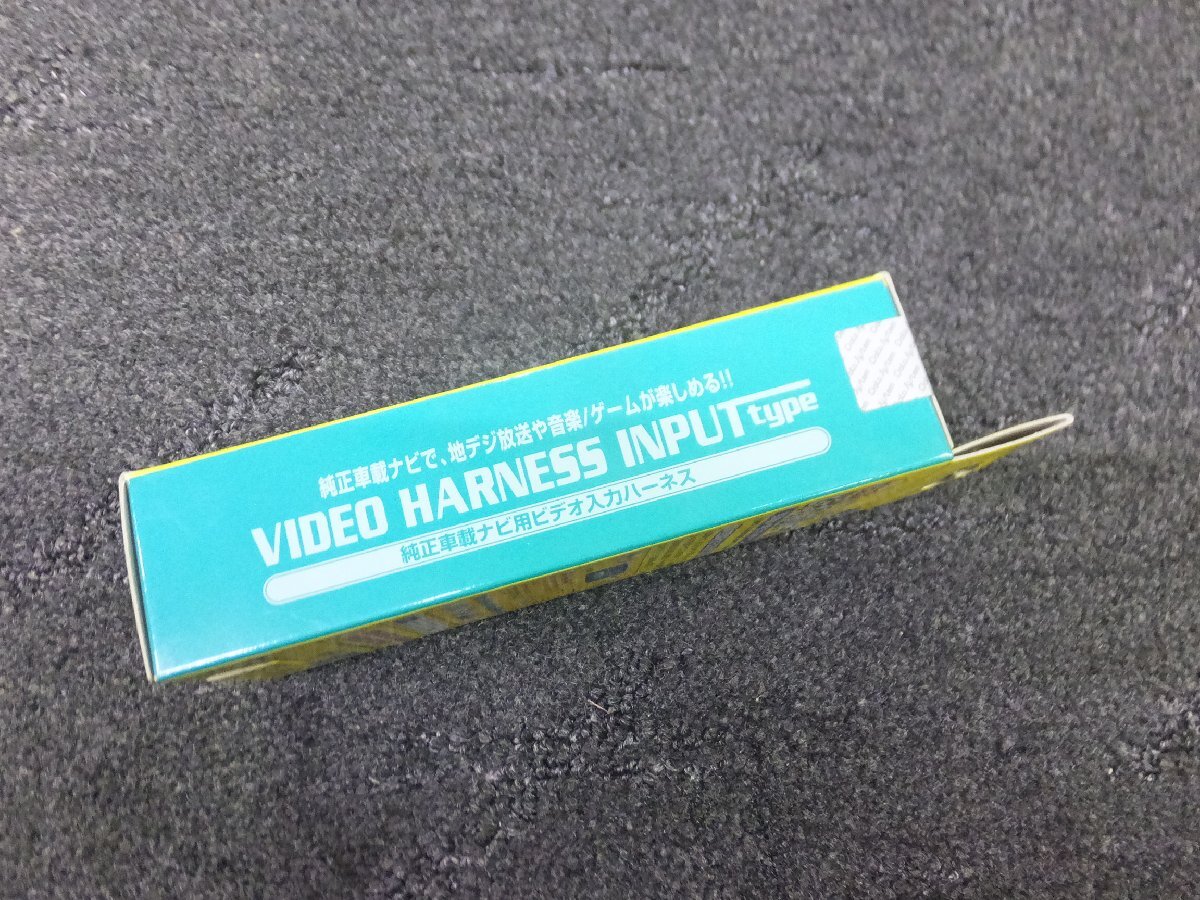 純正車載ナビで、地デジ放送や音楽/ゲームが楽しめる!!
VIDEO HARNESS INPUT type
純正車載ナビ用ビデオ入力ハーネス